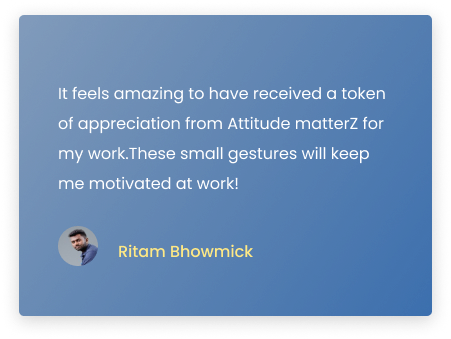 It feels amazing to have received a token
of appreciation from Attitude matterZ for
my work.These small gestures will keep
me motivated at work!
Ritam Bhowmick